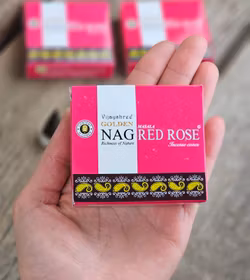 Vijayshree
GOLDEN
NAG
Richness of Nature
MASALA
RED ROSE
Incense cones